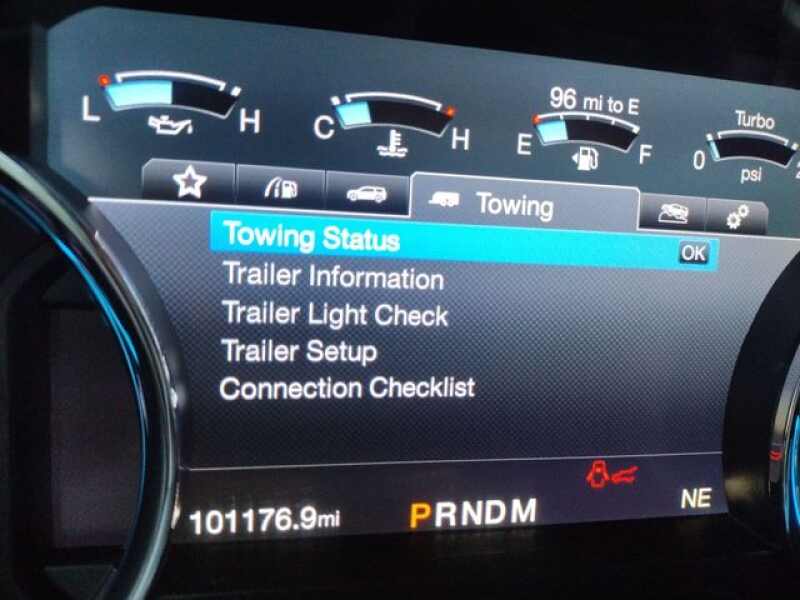 96 mi to E
Turbo
L H
C H
E F
0
psi
Towing
Towing Status OK
Trailer Information
Trailer Light Check
Trailer Setup
Connection Checklist
101176.9mi
PRNDM
NE